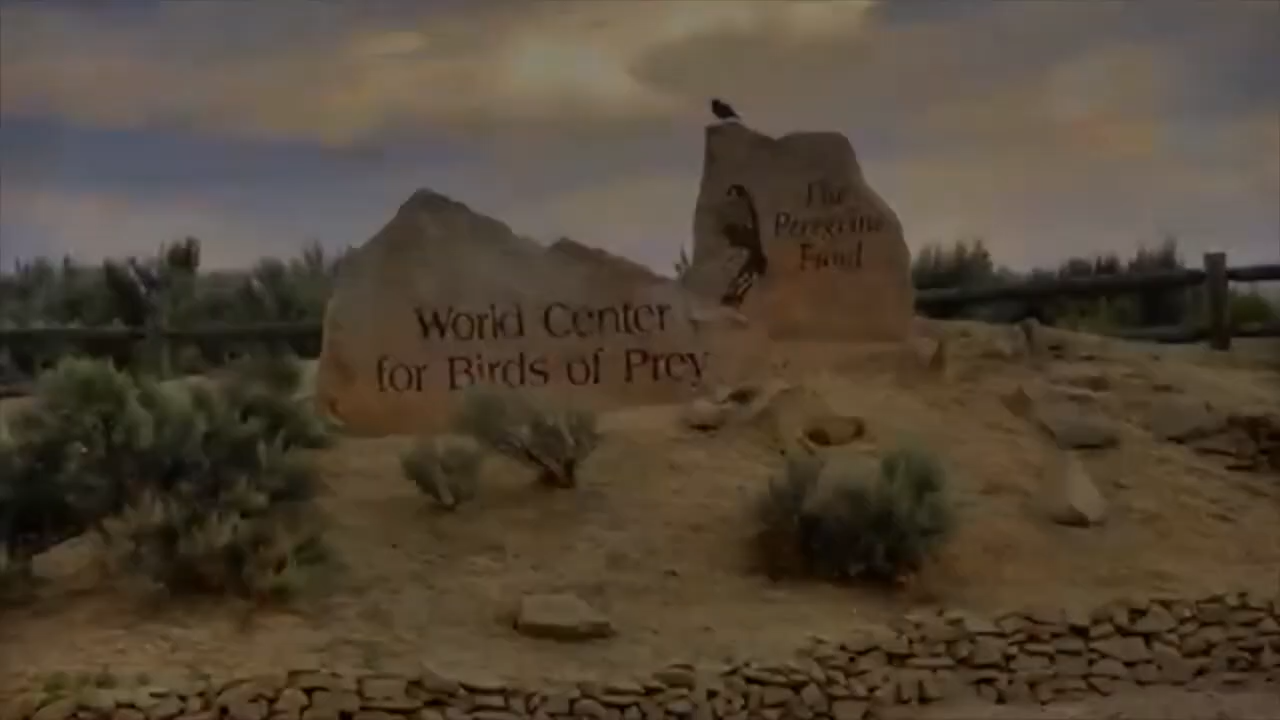 World Center
for Birds of Prey
The
Peregrine
Fund